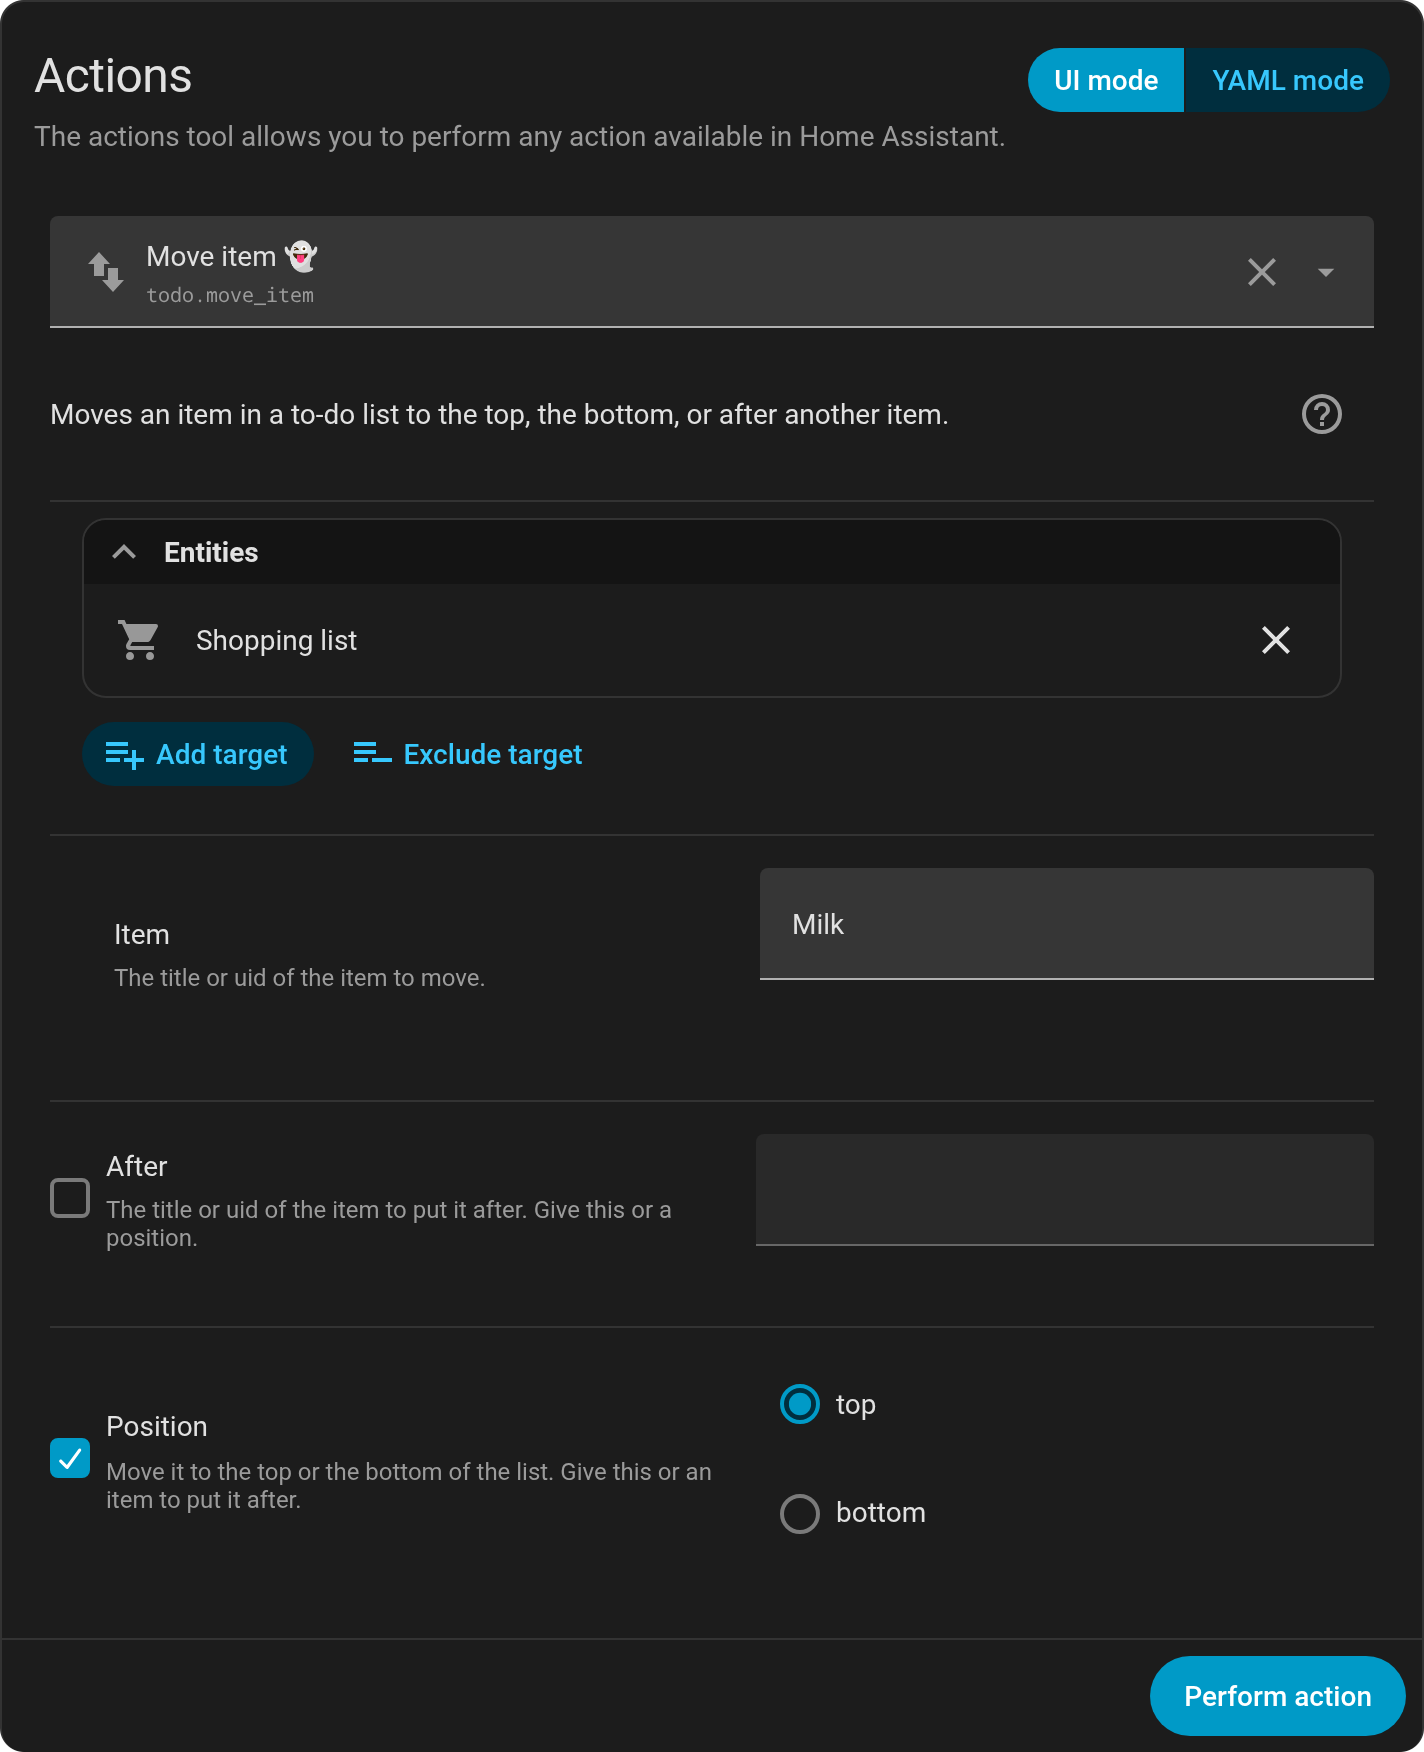 Actions
UI mode
YAML mode
The actions tool allows you to perform any action available in Home Assistant.
Move item 👻
todo.move_item
Moves an item in a to-do list to the top, the bottom, or after another item.
Entities
Shopping list
Add target
Exclude target
Item
The title or uid of the item to move.
Milk
After
The title or uid of the item to put it after. Give this or a
position.
Position
Move it to the top or the bottom of the list. Give this or an
item to put it after.
top
bottom
Perform action